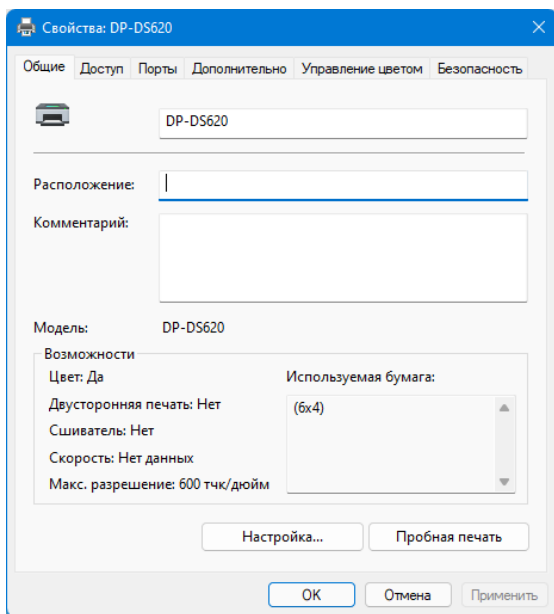 Свойства: DP-DS620
Общие Доступ Порты Дополнительно Управление цветом Безопасность
DP-DS620
Расположение:
Комментарий:
Модель: DP-DS620
Возможности
Цвет: Да Используемая бумага:
Двусторонняя печать: Нет (6x4)
Сшиватель: Нет
Скорость: Нет данных
Макс. разрешение: 600 тчк/дюйм
Настройка... Пробная печать
ОК Отмена Применить